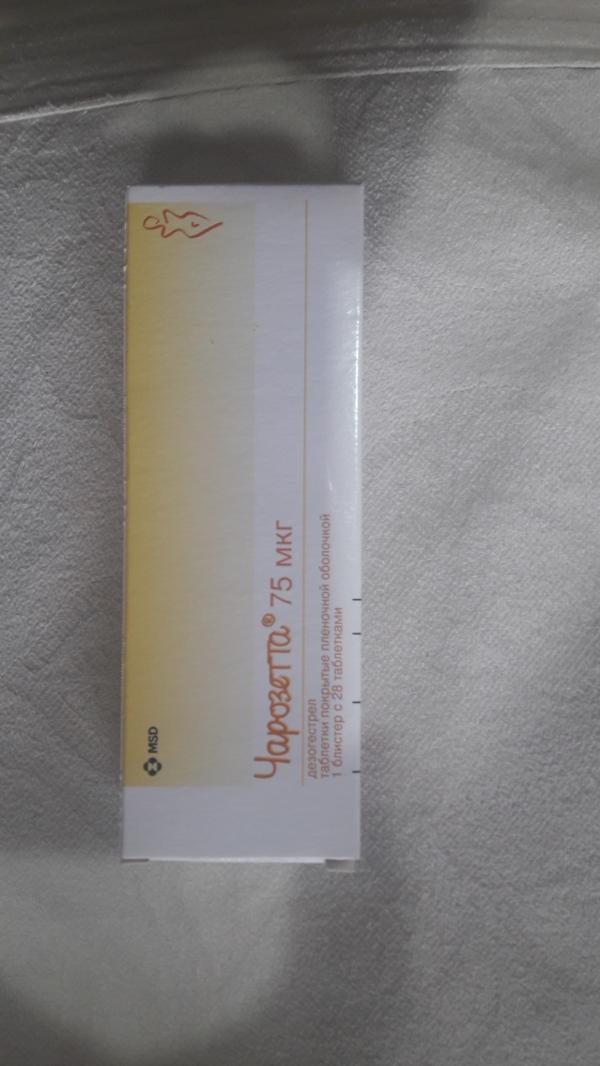 MSD
Чарозетта® 75 мкг
дезогестрел
таблетки покрытые пленочной оболочкой
1 блистер с 28 таблетками